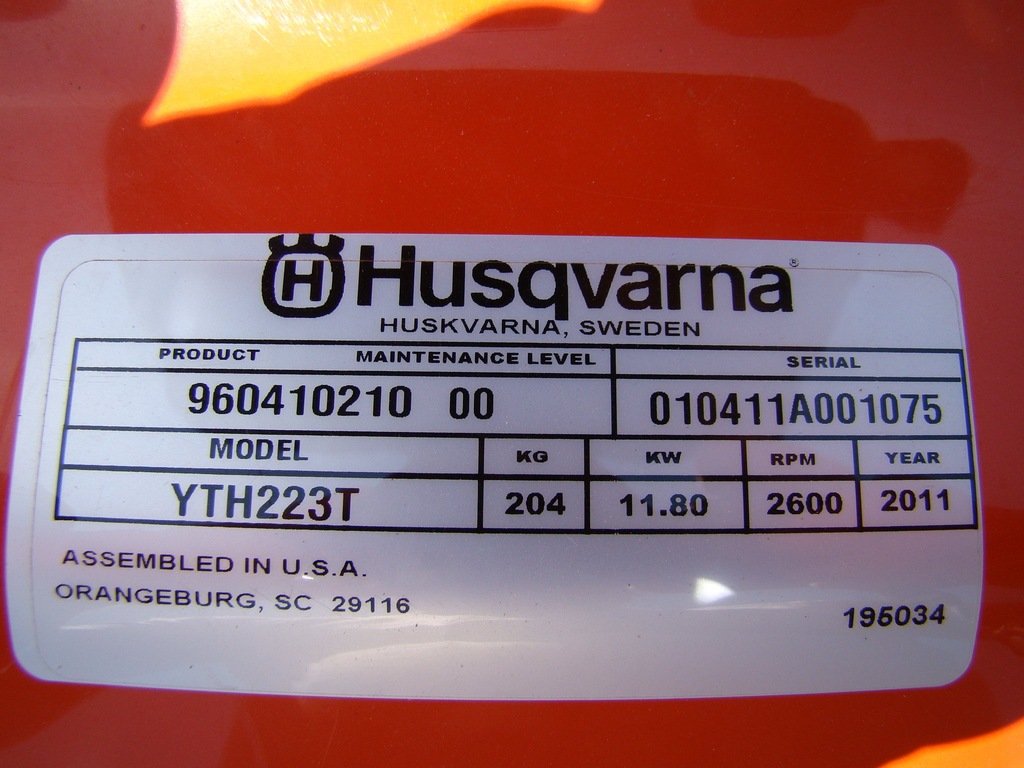 H Husqvarna®
HUSKVARNA, SWEDEN
PRODUCT MAINTENANCE LEVEL SERIAL
960410210 00 010411A001075
MODEL KG KW RPM YEAR
YTH223T 204 11.80 2600 2011
ASSEMBLED IN U.S.A.
ORANGEBURG, SC 29116
195034